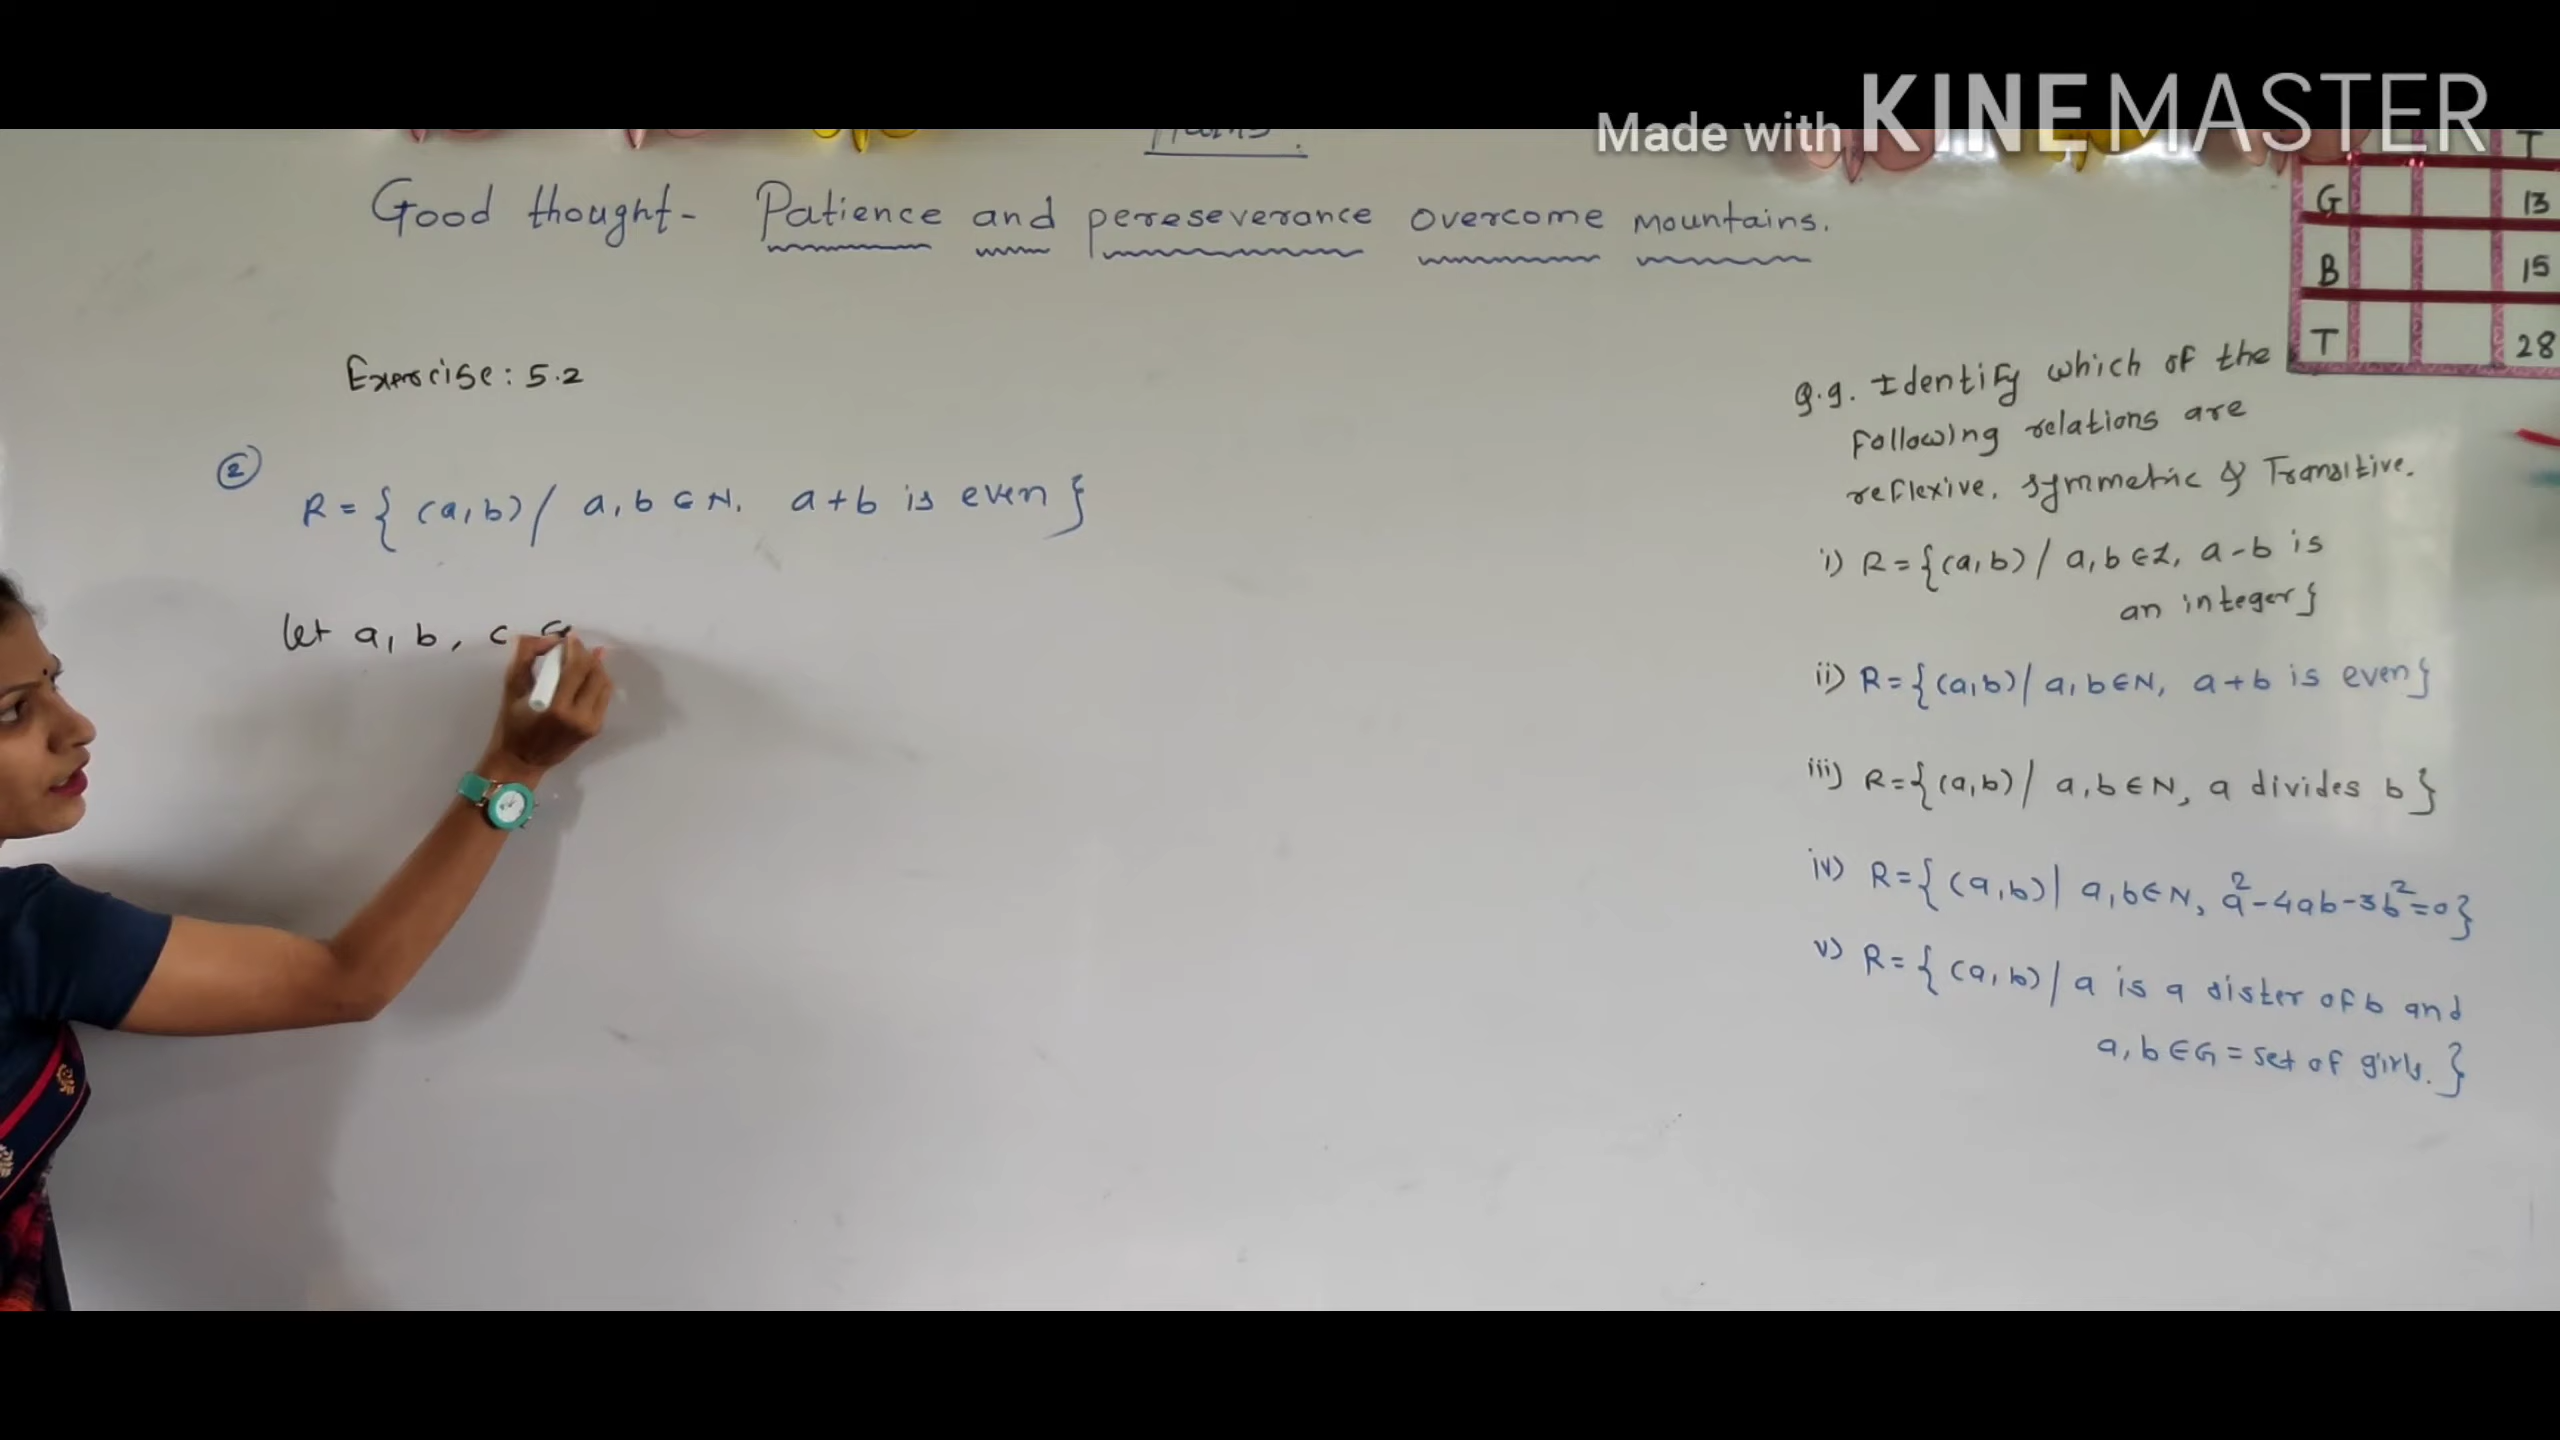 Made with KINEMASTER
Good thought- Patience and pereseverance overcome mountains.
T
G 13
B 15
T 28
Exercise: 5.2
② R = { (a,b) / a, b ∈ N. a+b is even }
let a, b, c ∈
Q.9. Identify which of the
following relations are
reflexive. symmetric & Transitive.
i) R = {(a,b) / a, b ∈ Z, a-b is
an integer}
ii) R = {(a,b) / a, b ∈ N, a+b is even}
iii) R = {(a,b) / a, b ∈ N, a divides b }
iv) R = { (a,b) | a, b ∈ N, a²-4ab-3b²=0 }
v) R = { (a,b) / a is a sister of b and
a, b ∈ G = set of girls. }